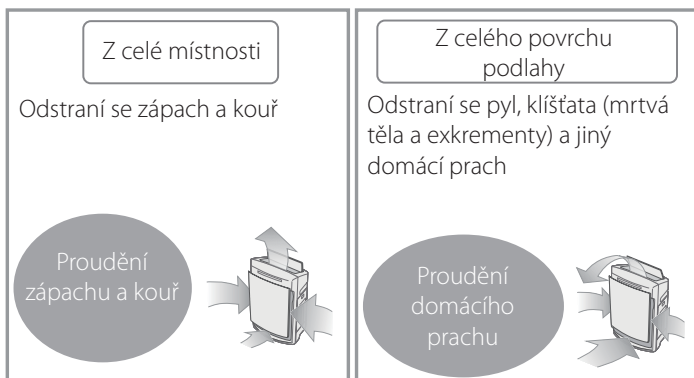 Z celé místnosti
Odstraní se zápach a kouř
Proudění
zápachu a kouř
Z celého povrchu
podlahy
Odstraní se pyl, klíšťata (mrtvá
těla a exkrementy) a jiný
domácí prach
Proudění
domácího
prachu